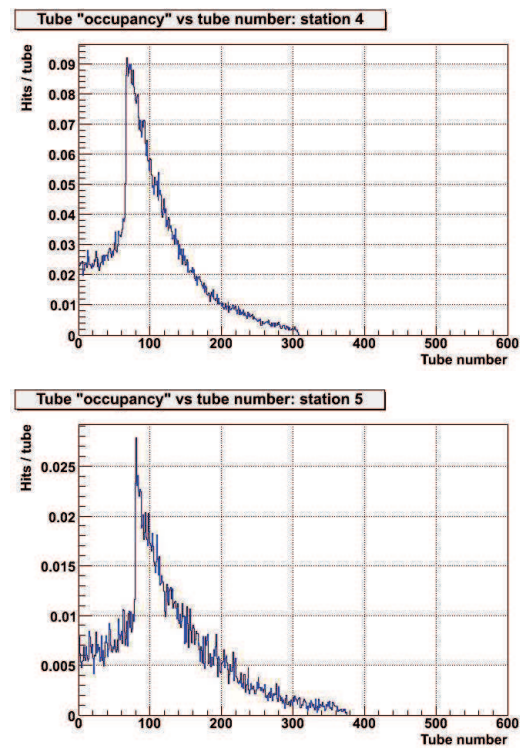 Tube "occupancy" vs tube number: station 4
Hits / tube
0.09
0.08
0.07
0.06
0.05
0.04
0.03
0.02
0.01
0
0 100 200 300 400 500 600
Tube number
Tube "occupancy" vs tube number: station 5
Hits / tube
0.025
0.02
0.015
0.01
0.005
0
0 100 200 300 400 500 600
Tube number